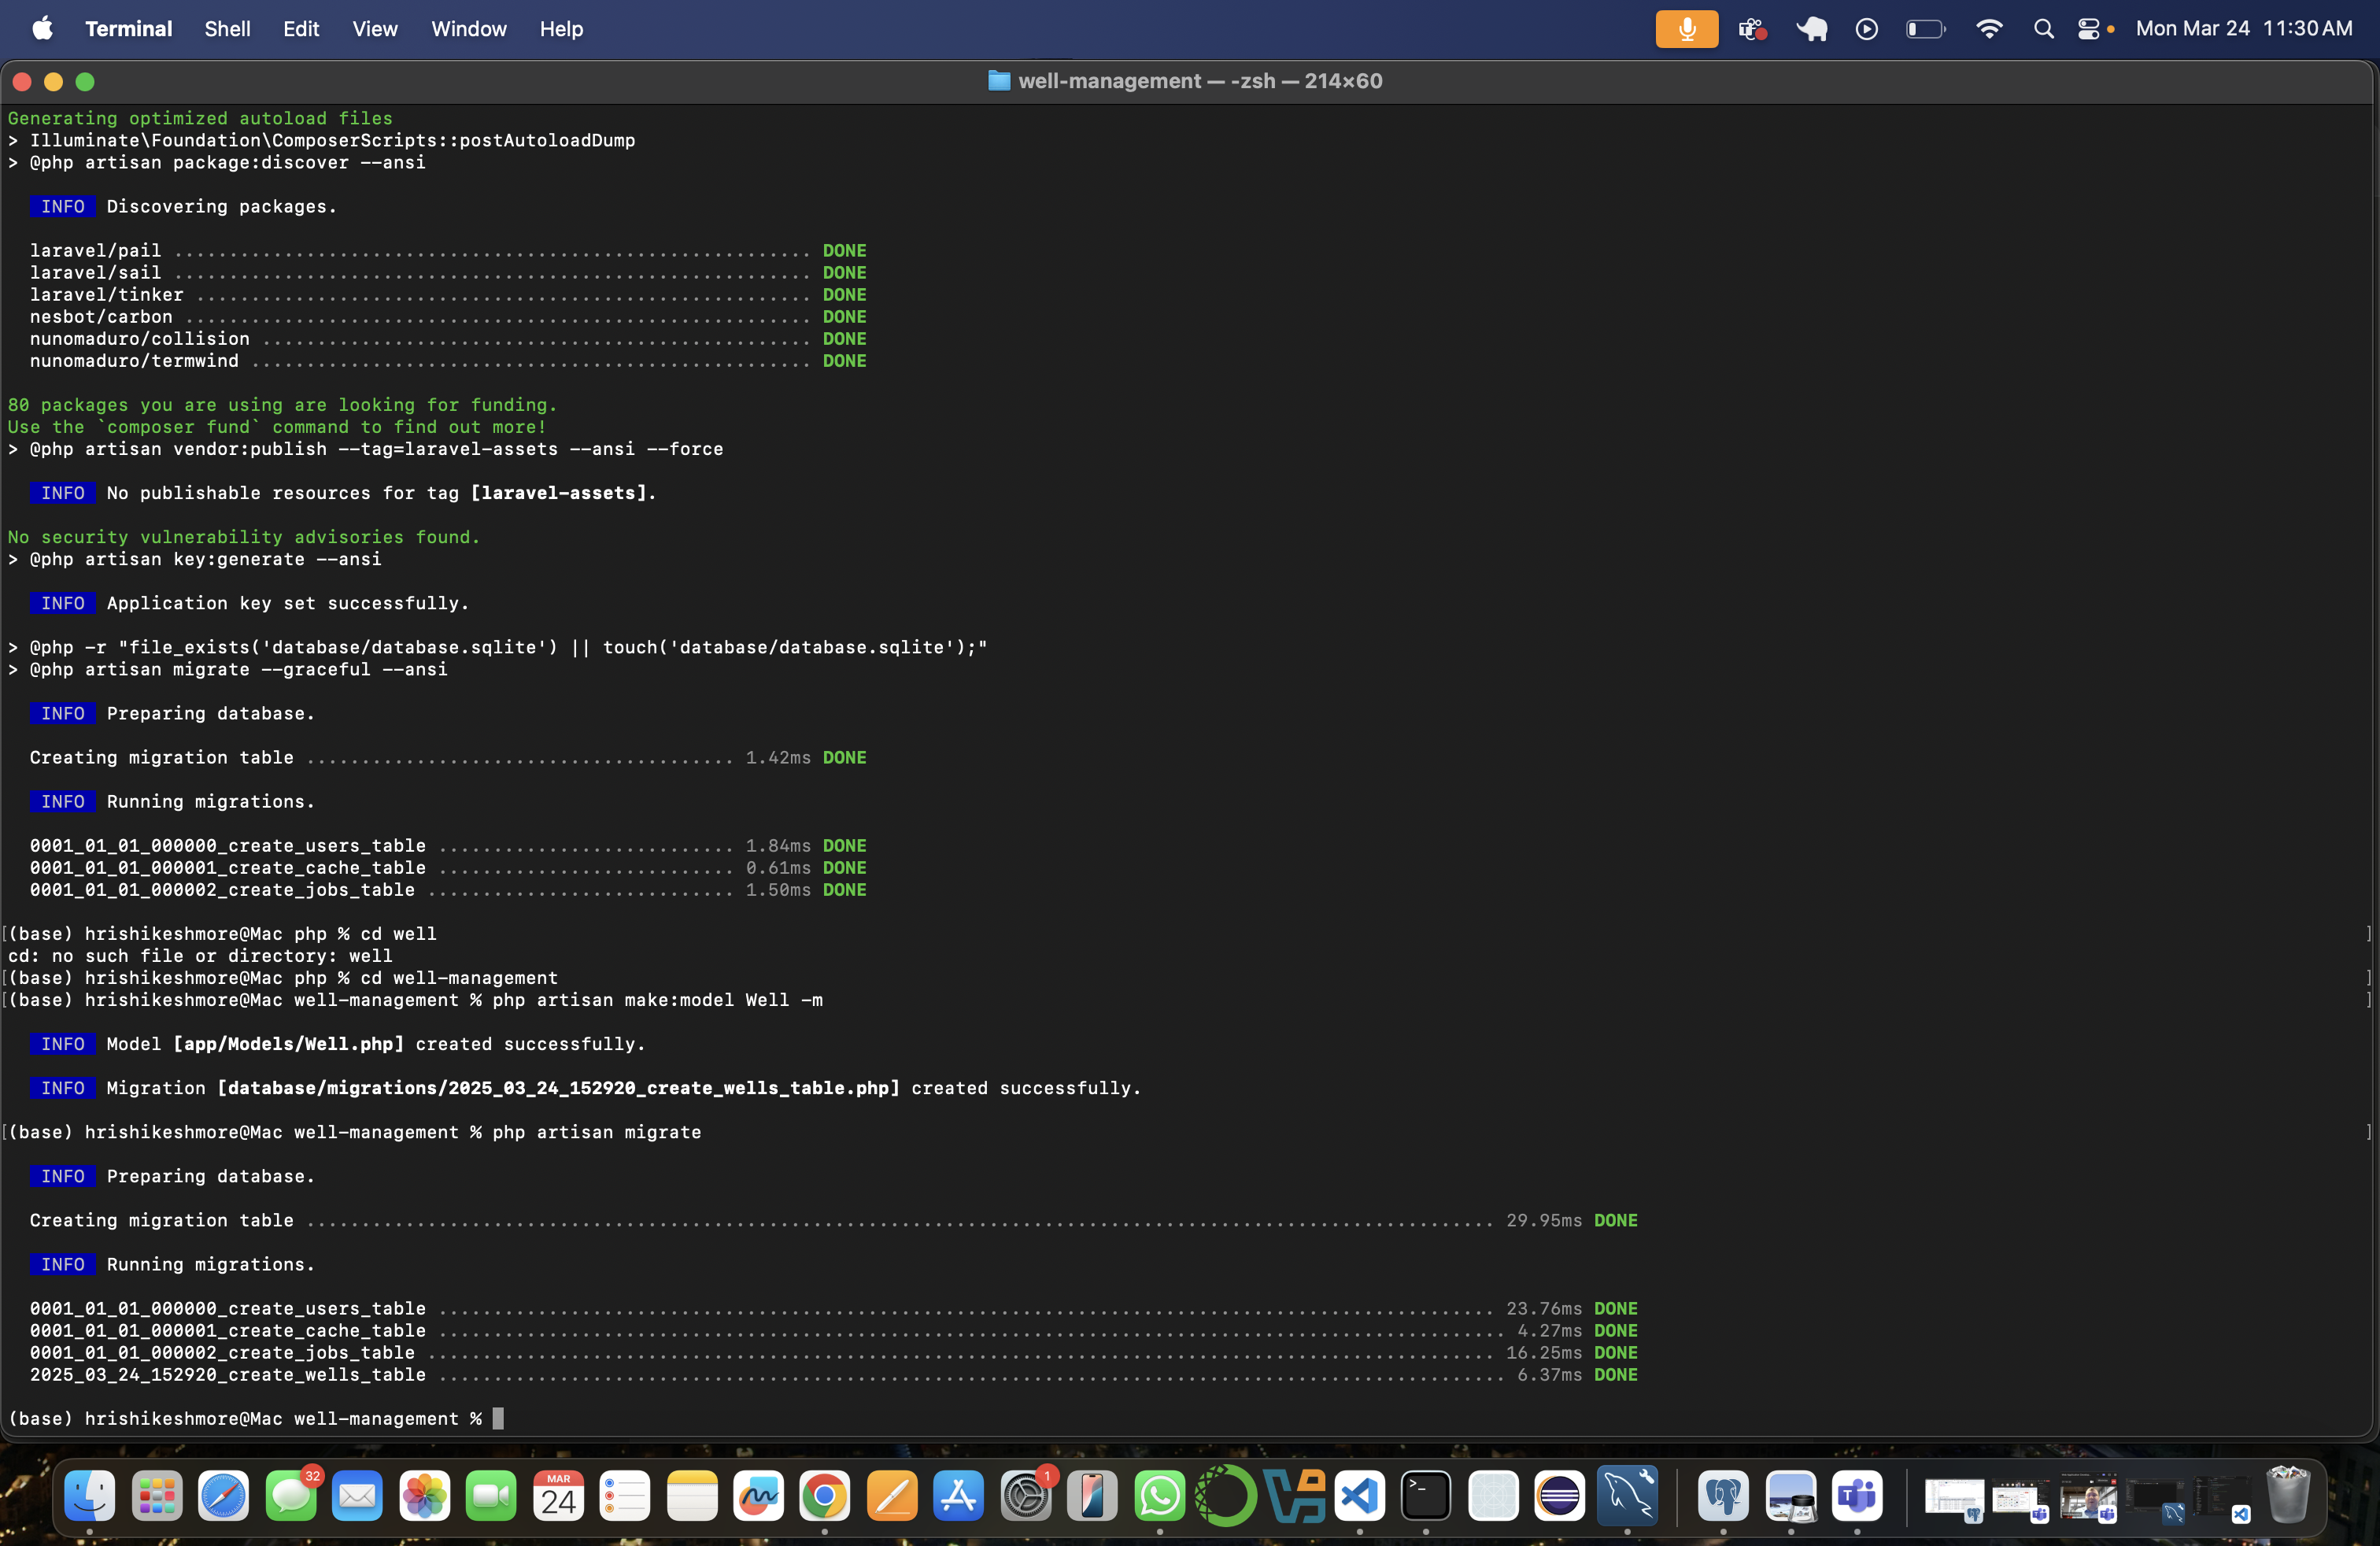 Terminal Shell Edit View Window Help Mon Mar 24 11:30 AM
well-management — -zsh — 214×60
Generating optimized autoload files
> Illuminate\Foundation\ComposerScripts::postAutoloadDump
> @php artisan package:discover --ansi
INFO Discovering packages.
laravel/pail .......................................................... DONE
laravel/sail .......................................................... DONE
laravel/tinker ........................................................ DONE
nesbot/carbon ......................................................... DONE
nunomaduro/collision .................................................. DONE
nunomaduro/termwind ................................................... DONE
80 packages you are using are looking for funding.
Use the `composer fund` command to find out more!
> @php artisan vendor:publish --tag=laravel-assets --ansi --force
INFO No publishable resources for tag [laravel-assets].
No security vulnerability advisories found.
> @php artisan key:generate --ansi
INFO Application key set successfully.
> @php -r "file_exists('database/database.sqlite') || touch('database/database.sqlite');"
> @php artisan migrate --graceful --ansi
INFO Preparing database.
Creating migration table ....................................... 1.42ms DONE
INFO Running migrations.
0001_01_01_000000_create_users_table ........................... 1.84ms DONE
0001_01_01_000001_create_cache_table ........................... 0.61ms DONE
0001_01_01_000002_create_jobs_table ............................ 1.50ms DONE
[(base) hrishikeshmore@Mac php % cd well ]
cd: no such file or directory: well
[(base) hrishikeshmore@Mac php % cd well-management ]
[(base) hrishikeshmore@Mac well-management % php artisan make:model Well -m ]
INFO Model [app/Models/Well.php] created successfully.
INFO Migration [database/migrations/2025_03_24_152920_create_wells_table.php] created successfully.
[(base) hrishikeshmore@Mac well-management % php artisan migrate ]
INFO Preparing database.
Creating migration table ............................................................................................................ 29.95ms DONE
INFO Running migrations.
0001_01_01_000000_create_users_table ................................................................................................ 23.76ms DONE
0001_01_01_000001_create_cache_table ................................................................................................. 4.27ms DONE
0001_01_01_000002_create_jobs_table ................................................................................................. 16.25ms DONE
2025_03_24_152920_create_wells_table ................................................................................................. 6.37ms DONE
(base) hrishikeshmore@Mac well-management %
32
MAR
24
1